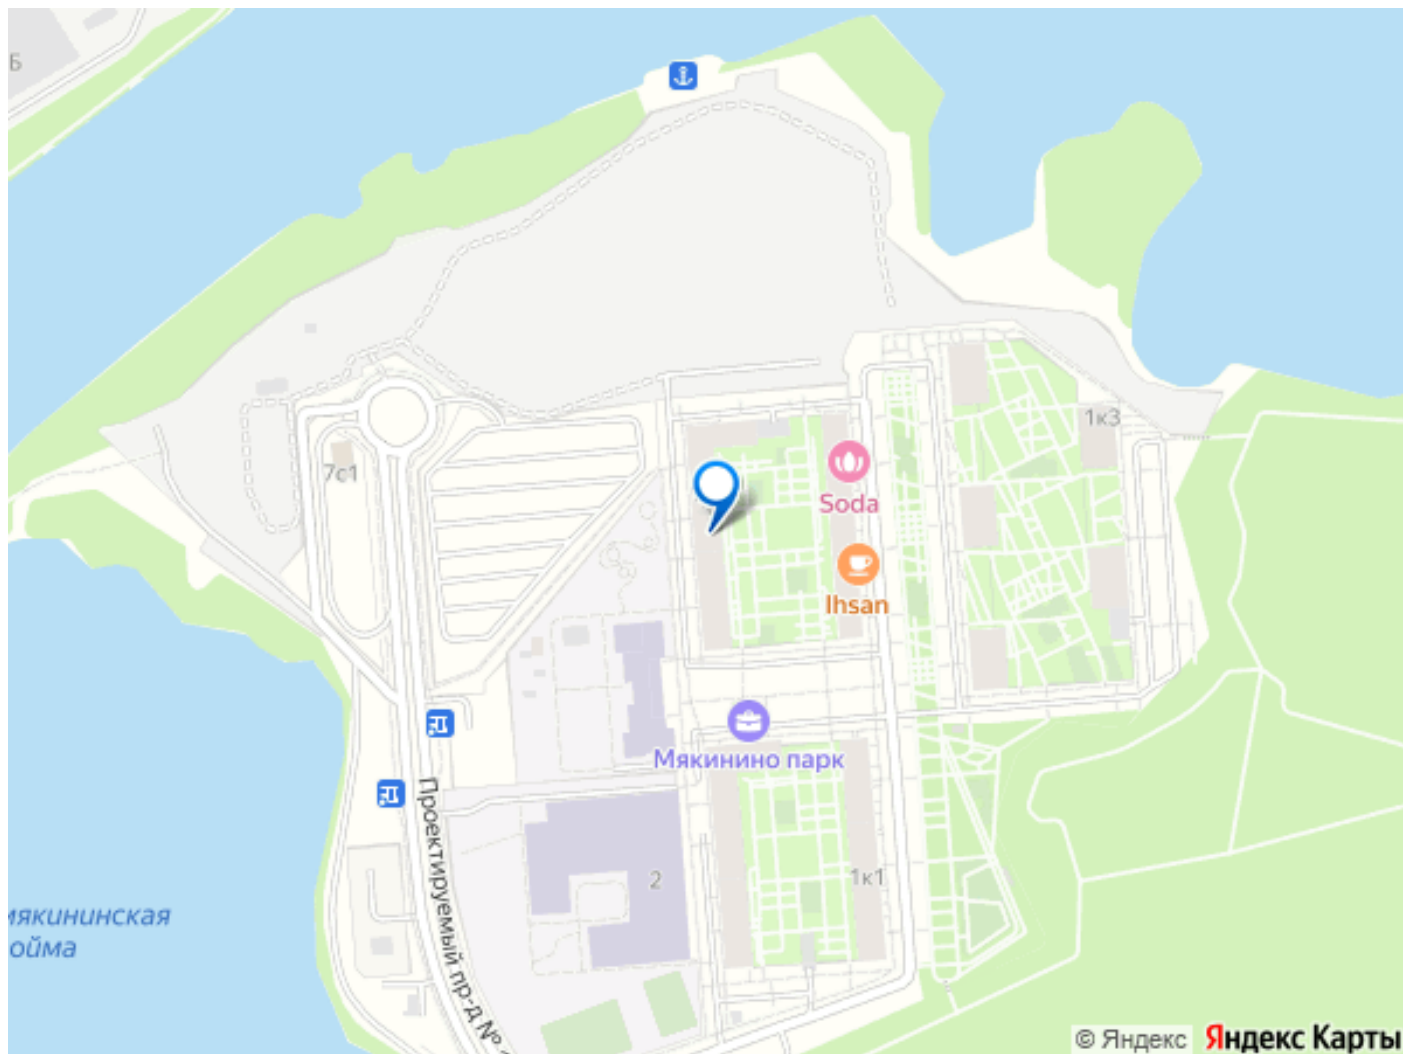 Б
1к3
7с1
Soda
Ihsan
Мякинино парк
Проектируемый пр-д №
2
1к1
мякининская
ойма
© Яндекс Яндекс Карты